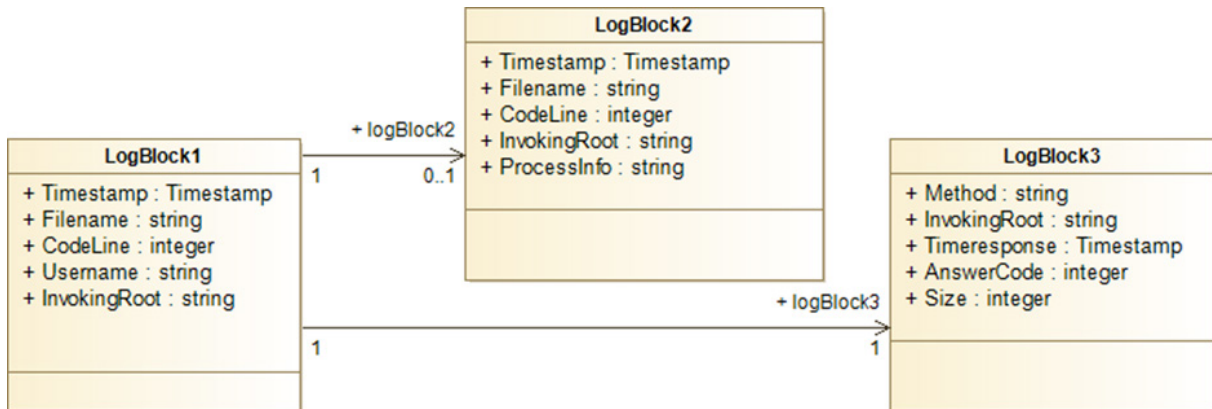 LogBlock2
+ Timestamp : Timestamp
+ Filename : string
+ CodeLine : integer
+ InvokingRoot : string
+ ProcessInfo : string
+ logBlock2
1
0..1
LogBlock1
+ Timestamp : Timestamp
+ Filename : string
+ CodeLine : integer
+ Username : string
+ InvokingRoot : string
LogBlock3
+ Method : string
+ InvokingRoot : string
+ Timeresponse : Timestamp
+ AnswerCode : integer
+ Size : integer
+ logBlock3
1
1